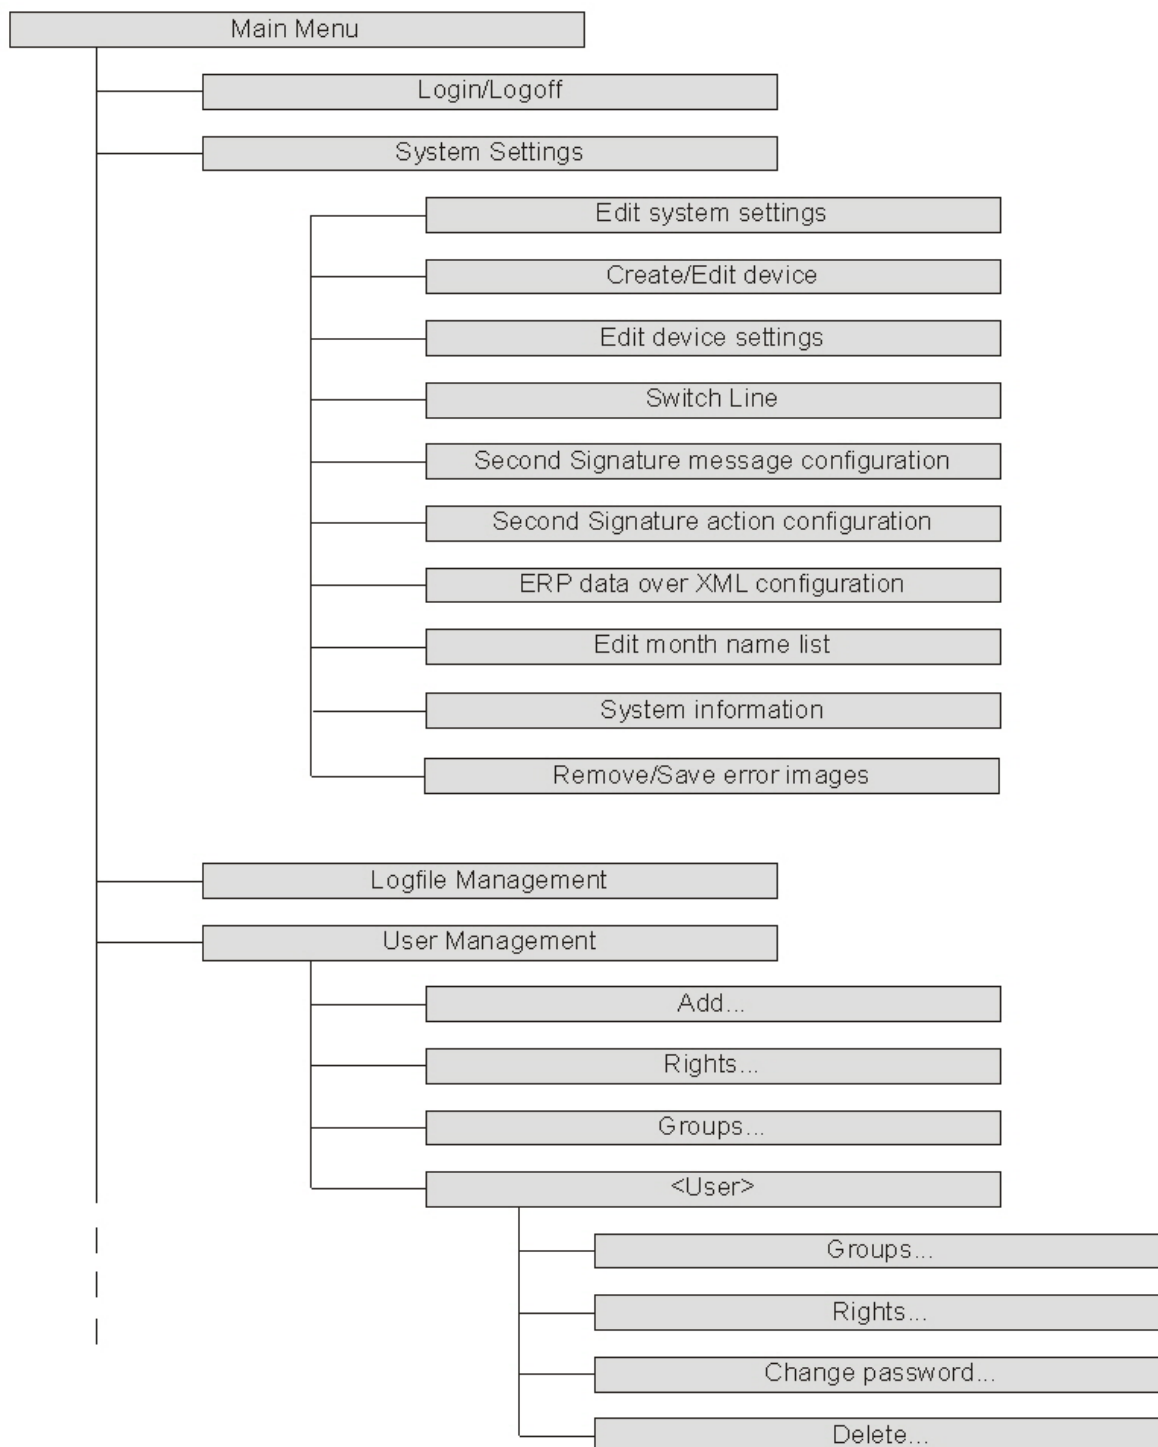 Main Menu
Login/Logoff
System Settings
Edit system settings
Create/Edit device
Edit device settings
Switch Line
Second Signature message configuration
Second Signature action configuration
ERP data over XML configuration
Edit month name list
System information
Remove/Save error images
Logfile Management
User Management
Add...
Rights...
Groups...
<User>
Groups...
Rights...
Change password...
Delete...